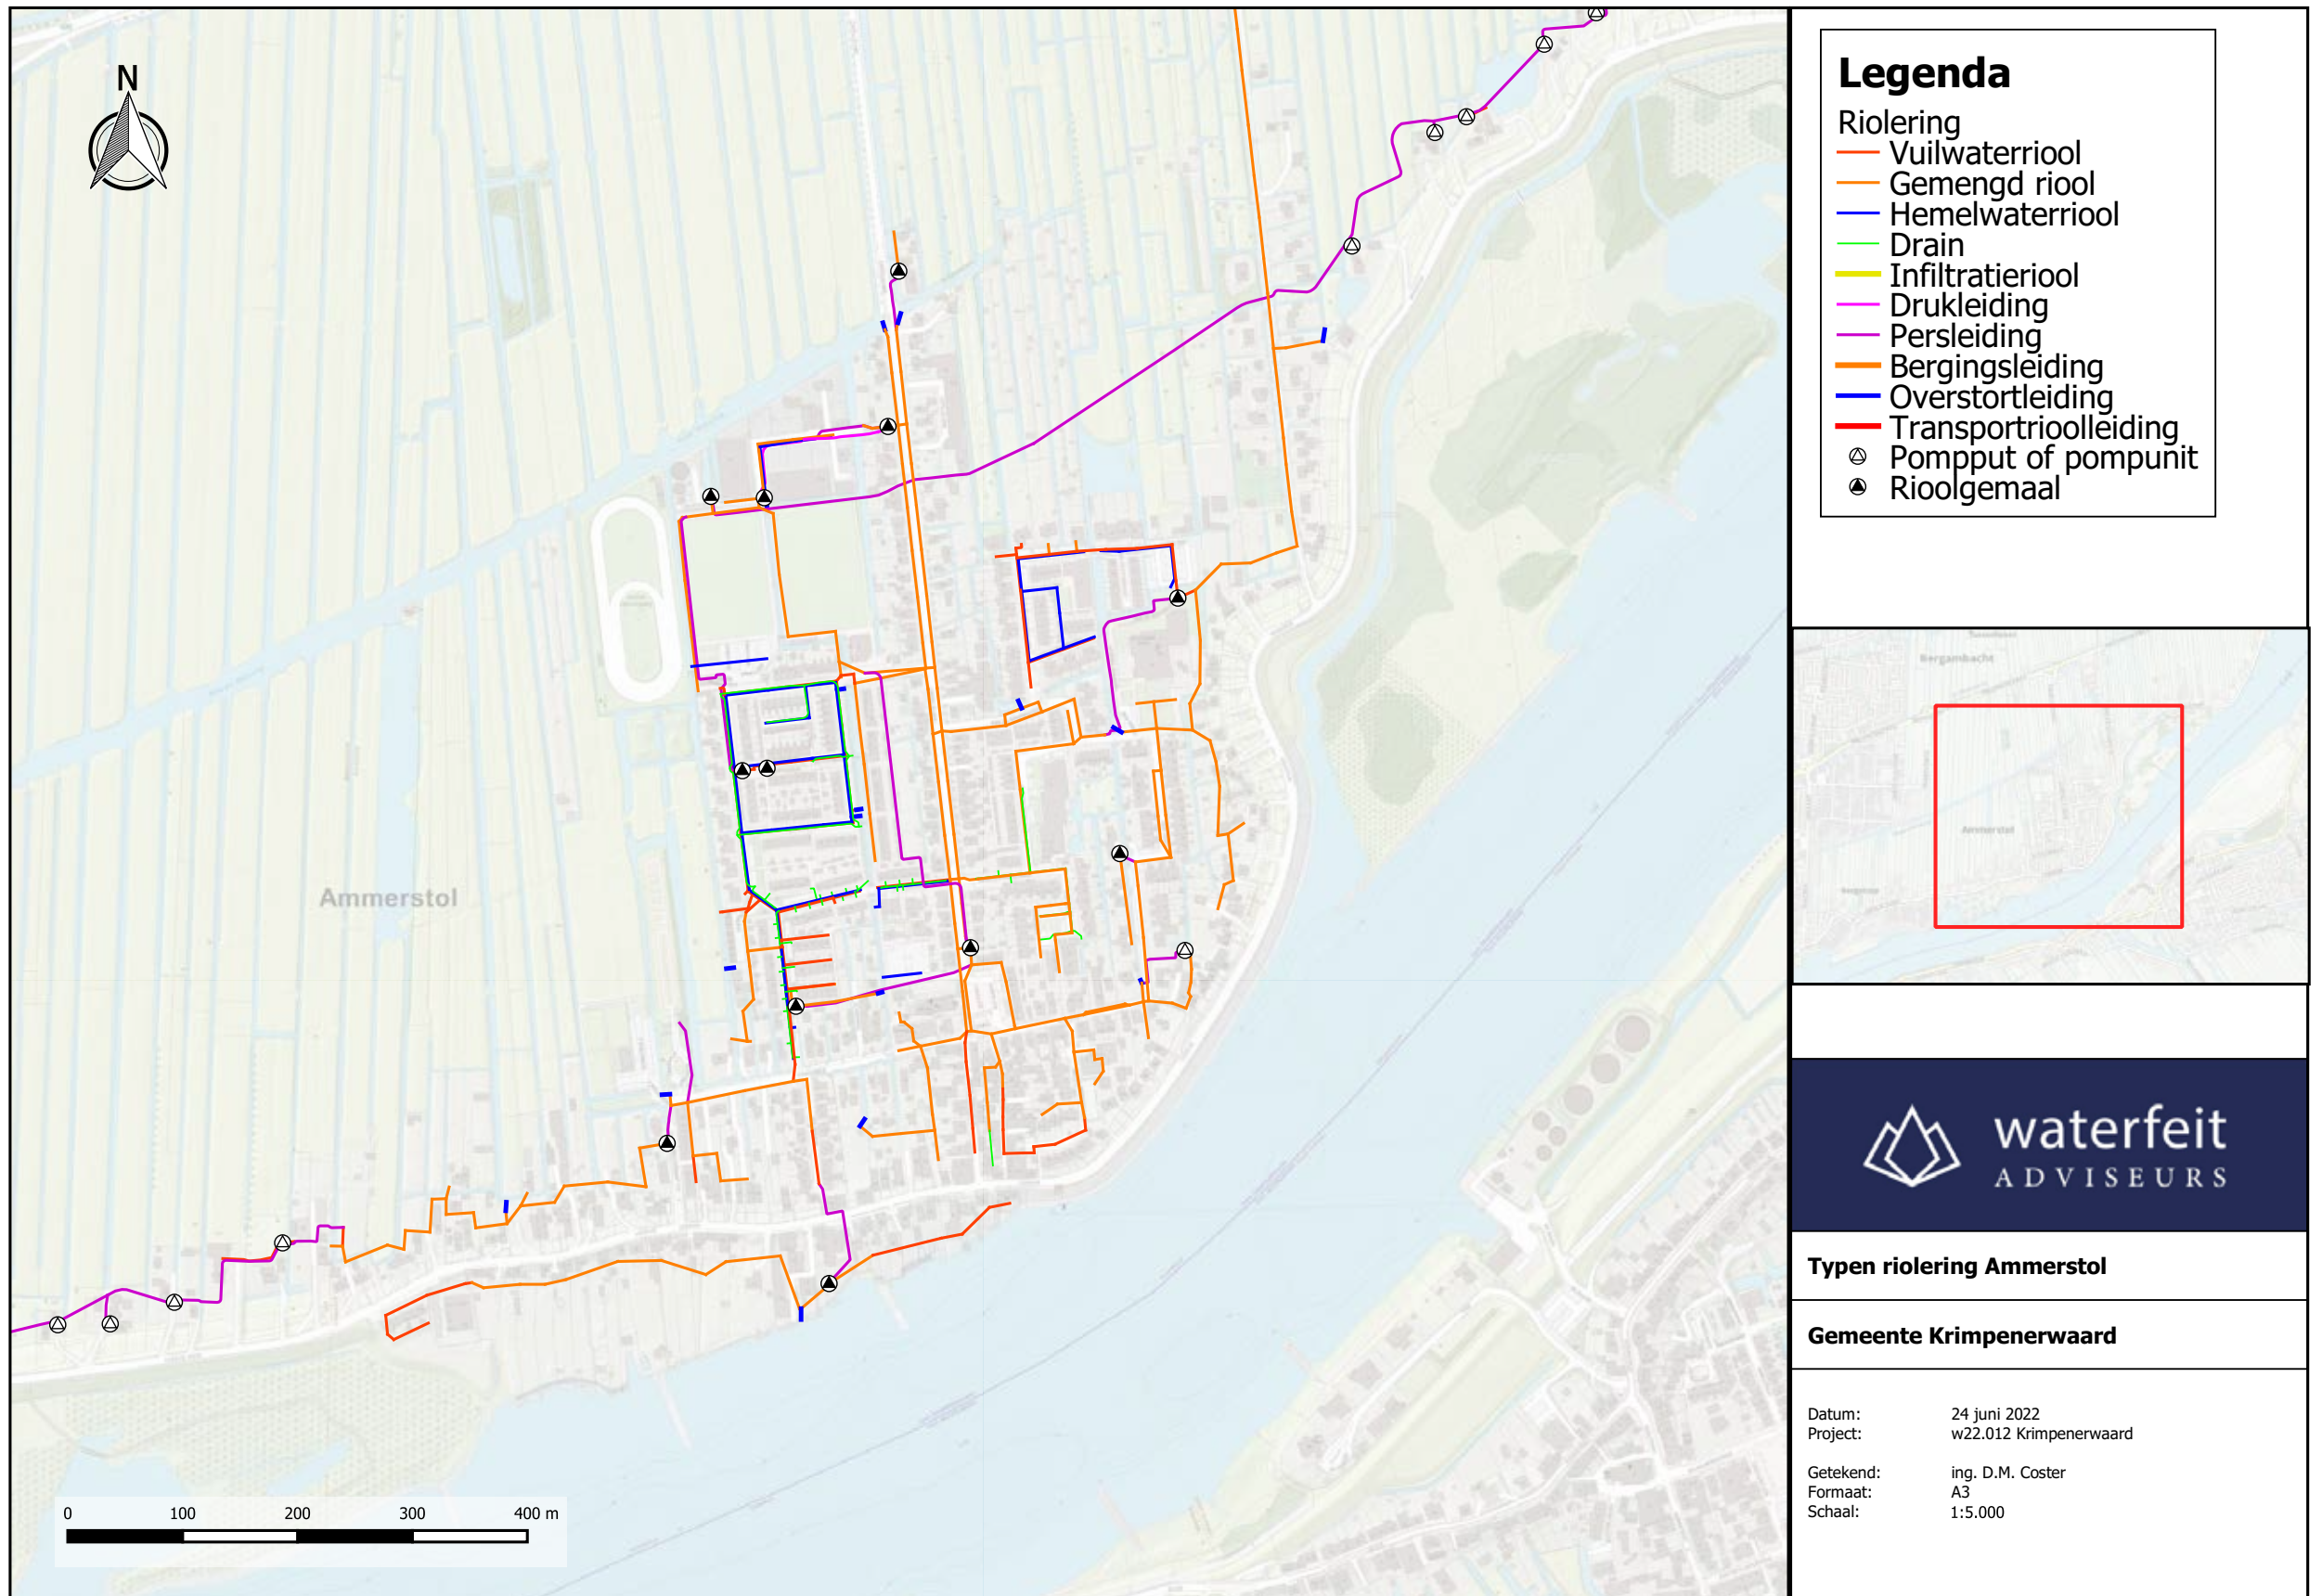 N
Ammerstol
0 100 200 300 400 m
Legenda
Riolering
Vuilwaterriool
Gemengd riool
Hemelwaterriool
Drain
Infiltratieriool
Drukleiding
Persleiding
Bergingsleiding
Overstortleiding
Transportrioolleiding
Pompput of pompunit
Rioolgemaal
Bergambacht
Ammerstol
waterfeit
ADVISEURS
Typen riolering Ammerstol
Gemeente Krimpenerwaard
Datum: 24 juni 2022
Project: w22.012 Krimpenerwaard
Getekend: ing. D.M. Coster
Formaat: A3
Schaal: 1:5.000